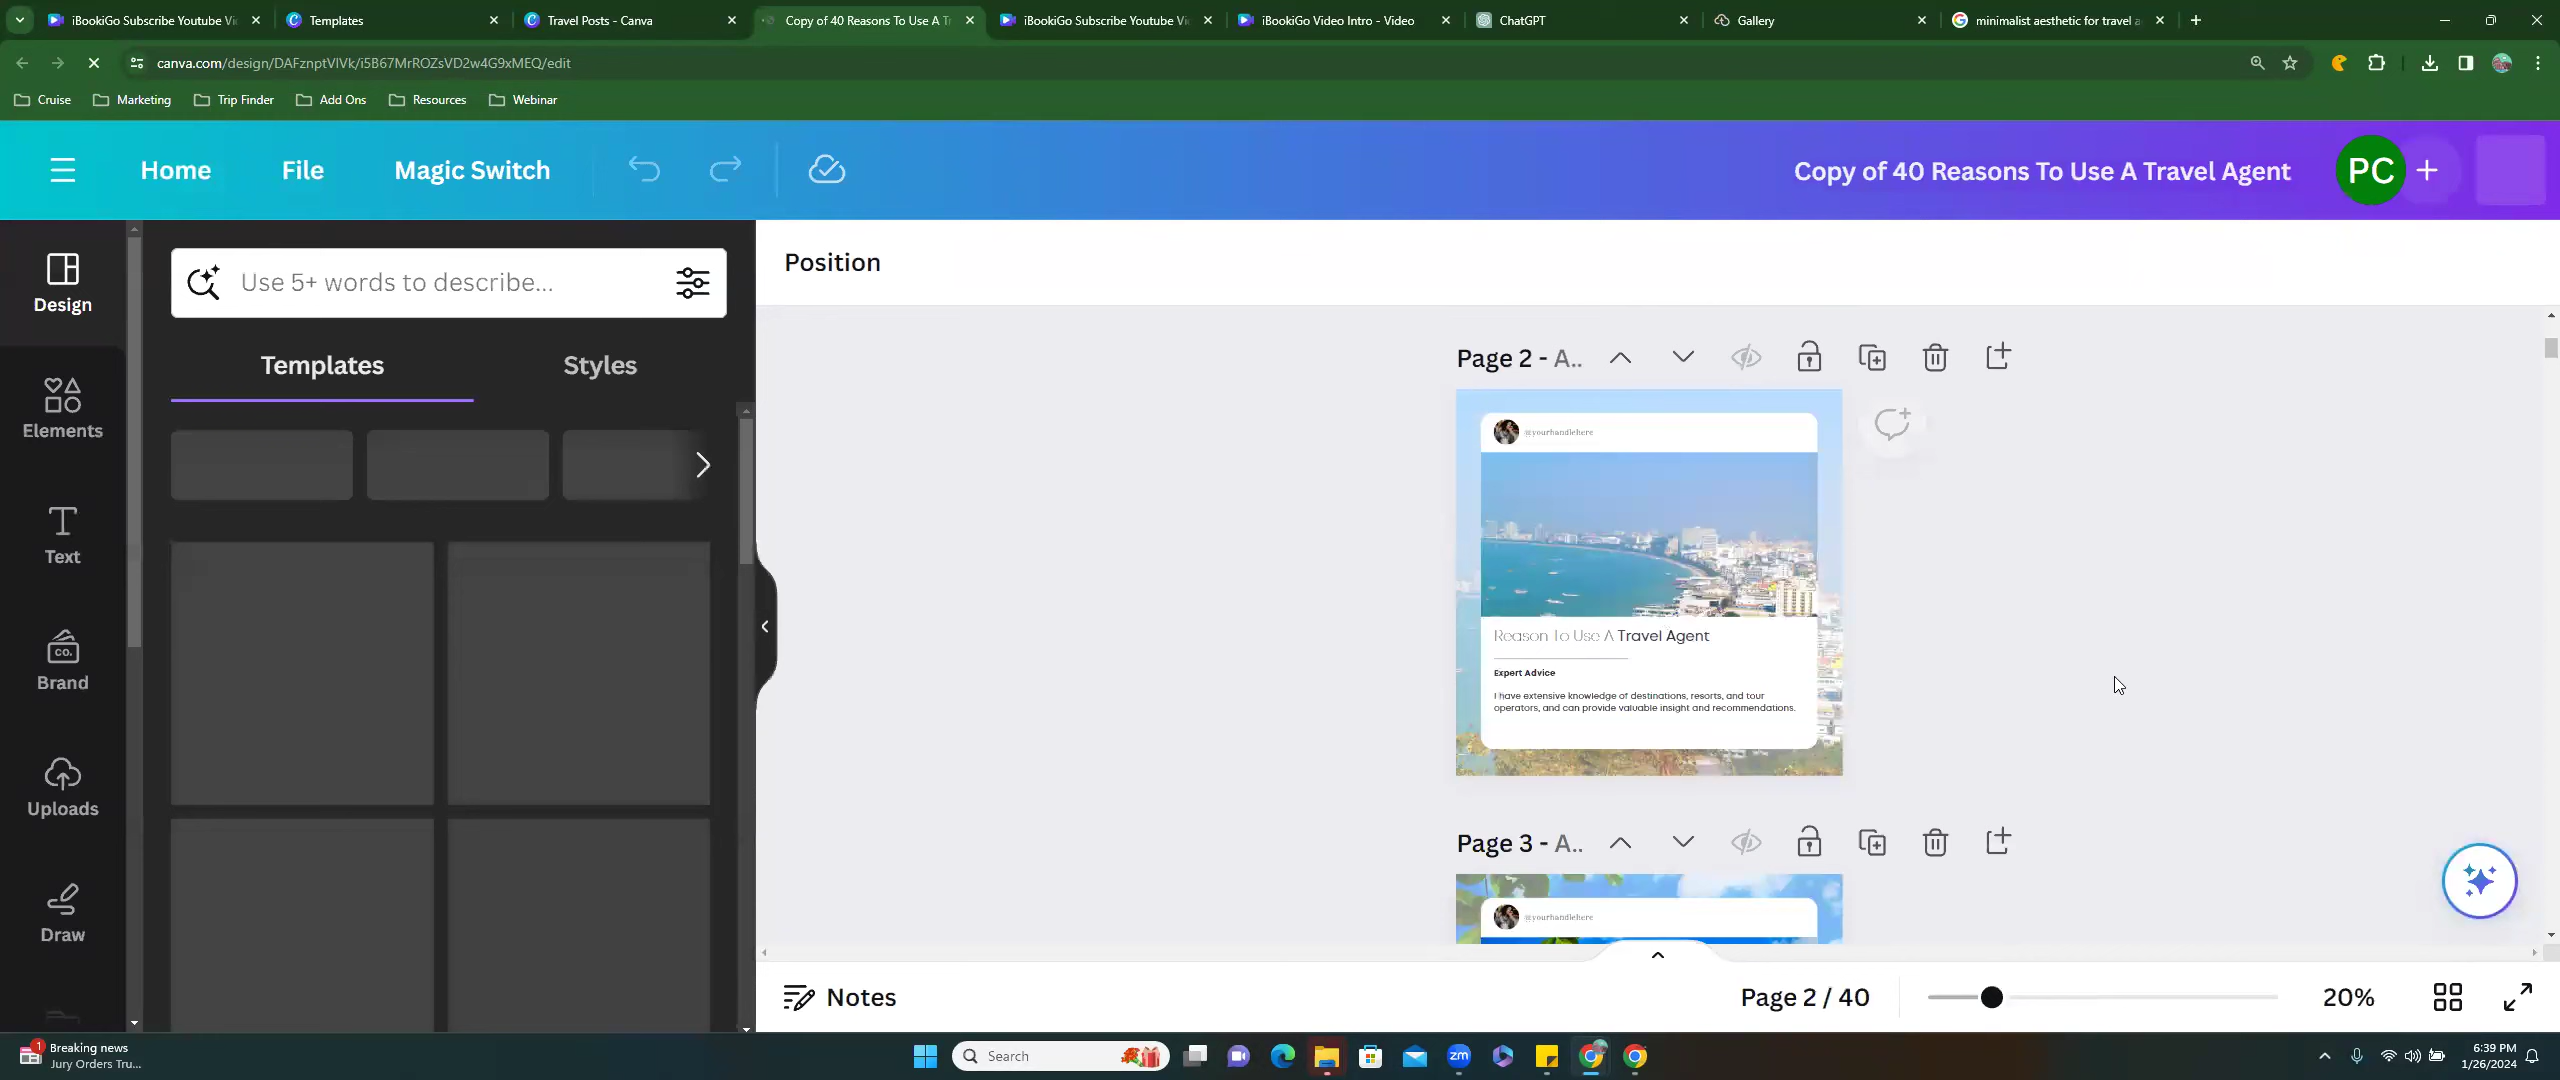 iBookiGo Subscribe Youtube Vi
Templates
Travel Posts - Canva
Copy of 40 Reasons To Use A Tr
iBookiGo Subscribe Youtube Vi
iBookiGo Video Intro - Video
ChatGPT
Gallery
minimalist aesthetic for travel a
canva.com/design/DAFznptVlVk/i5B67MrROZsVD2w4G9xMEQ/edit
Cruise
Marketing
Trip Finder
Add Ons
Resources
Webinar
Home
File
Magic Switch
Copy of 40 Reasons To Use A Travel Agent
PC
Design
Elements
Text
CO.
Brand
Uploads
Draw
Use 5+ words to describe...
Templates
Styles
Position
Page 2 - A..
@yourhandlehere
Reason To Use A Travel Agent
Expert Advice
I have extensive knowledge of destinations, resorts, and tour
operators, and can provide valuable insight and recommendations.
Page 3 - A..
@yourhandlehere
Notes
Page 2 / 40
20%
1
Breaking news
Jury Orders Tru...
Search
zm
6:39 PM
1/26/2024